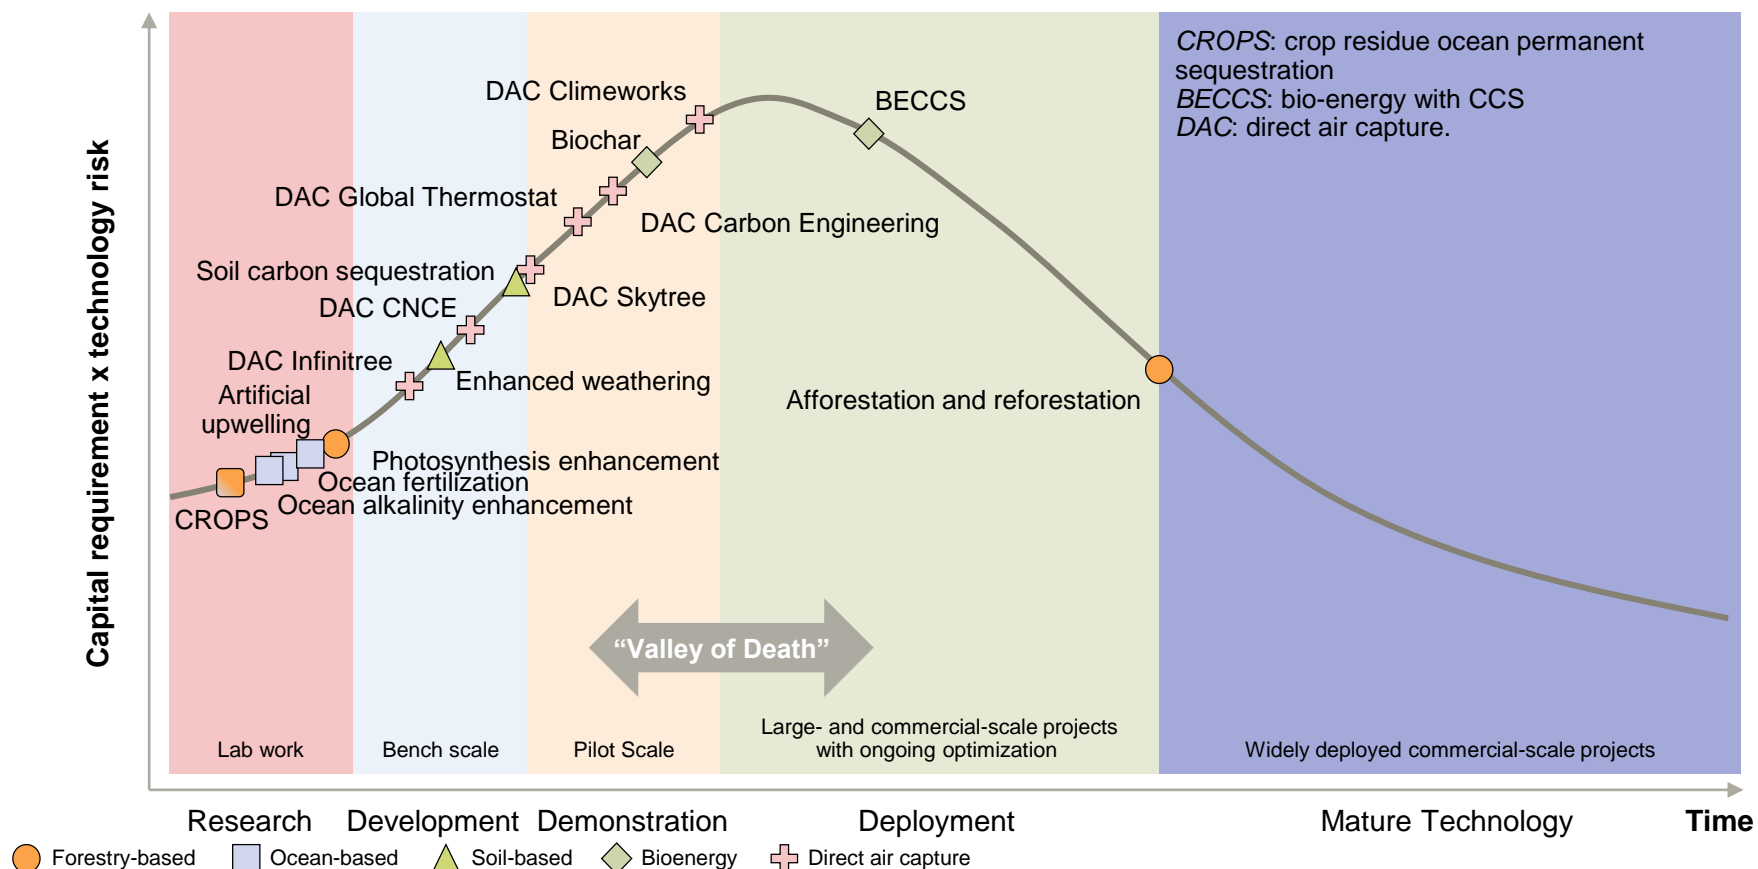 CROPS: crop residue ocean permanent
sequestration
BECCS: bio-energy with CCS
DAC: direct air capture.
DAC Climeworks
BECCS
Biochar
DAC Global Thermostat
DAC Carbon Engineering
Soil carbon sequestration
DAC Skytree
DAC CNCE
DAC Infinitree
Enhanced weathering
Artificial
upwelling
Afforestation and reforestation
Photosynthesis enhancement
Ocean fertilization
Ocean alkalinity enhancement
CROPS
Capital requirement x technology risk
“Valley of Death”
Lab work
Bench scale
Pilot Scale
Large- and commercial-scale projects
with ongoing optimization
Widely deployed commercial-scale projects
Research
Development
Demonstration
Deployment
Mature Technology
Time
Forestry-based
Ocean-based
Soil-based
Bioenergy
Direct air capture